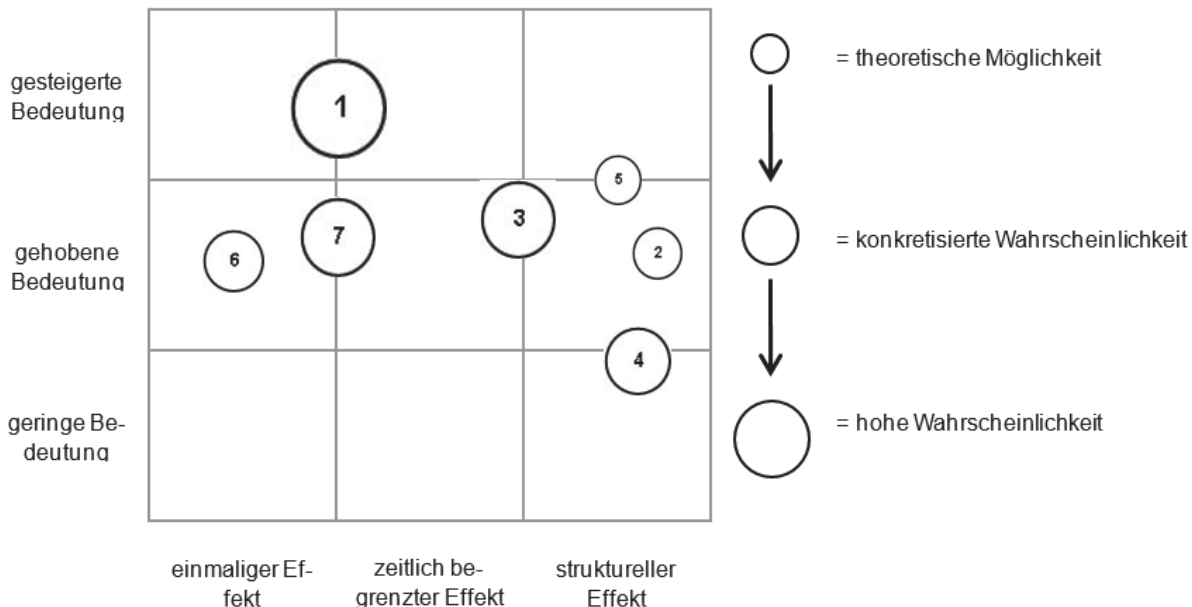 gesteigerte
Bedeutung
gehobene
Bedeutung
geringe Be-
deutung
1
5
3
7
2
6
4
= theoretische Möglichkeit
= konkretisierte Wahrscheinlichkeit
= hohe Wahrscheinlichkeit
einmaliger Ef-
fekt
zeitlich be-
grenzter Effekt
struktureller
Effekt